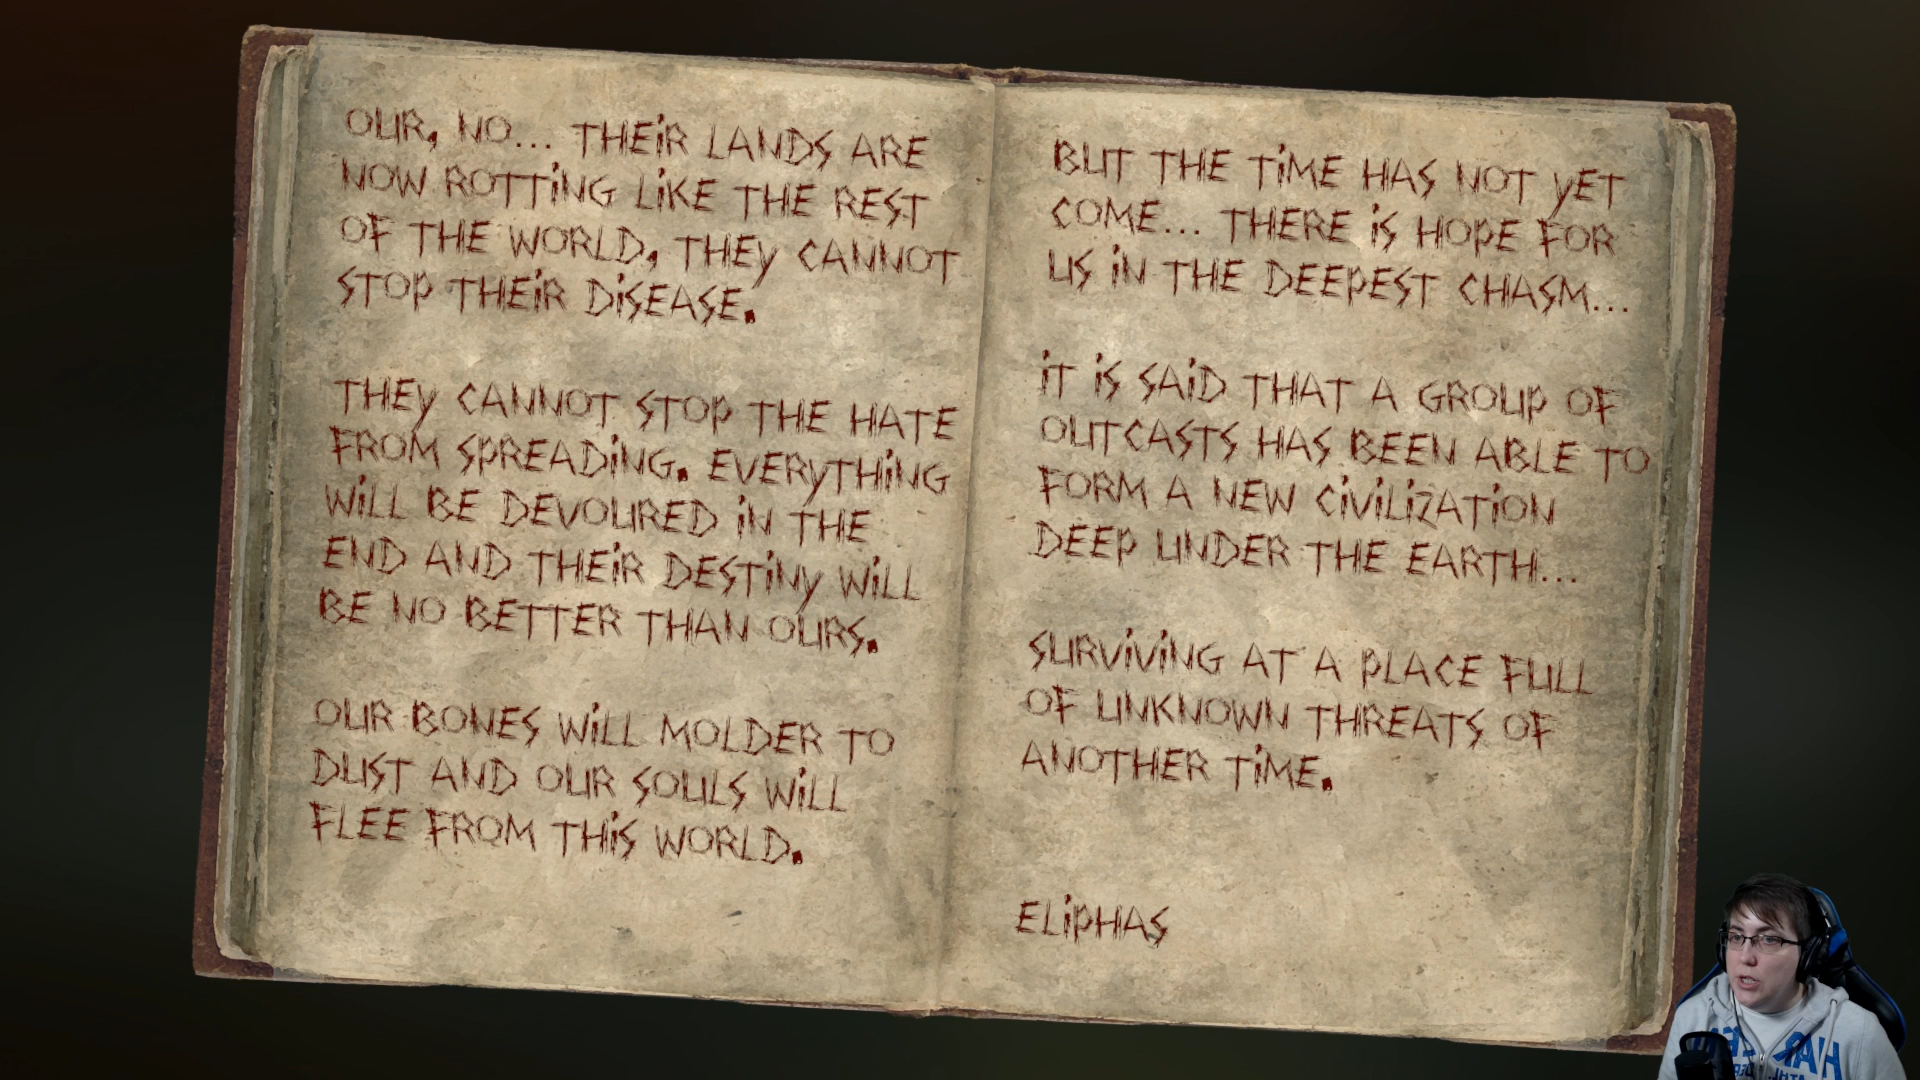 OUR, NO... THEiR LANDS ARE
NOW ROTTiNG LiKE THE REST
OF THE WORLD, THEy CANNOT
STOP THEiR DiSEASE.
THEy CANNOT STOP THE HATE
FROM SPREADiNG. EVERyTHiNG
WiLL BE DEVOURED iN THE
END AND THEiR DESTiNy WiLL
BE NO BETTER THAN OURS.
OUR BONES WiLL MOLDER TO
DUST AND OUR SOULS WiLL
FLEE FROM THiS WORLD.
BUT THE TiME HAS NOT yET
COME... THERE iS HOPE FOR
US iN THE DEEPEST CHASM...
iT iS SAiD THAT A GROUP OF
OUTCASTS HAS BEEN ABLE TO
FORM A NEW CiViLiZATiON
DEEP UNDER THE EARTH...
SURViViNG AT A PLACE FULL
OF UNKNOWN THREATS OF
ANOTHER TiME.
ELiPHAS